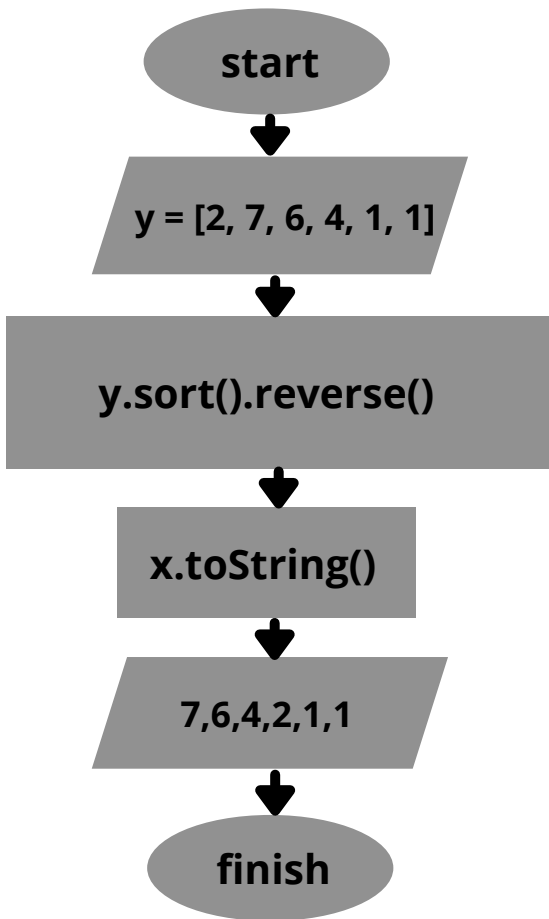 start
y = [2, 7, 6, 4, 1, 1]
y.sort().reverse()
x.toString()
7,6,4,2,1,1
finish